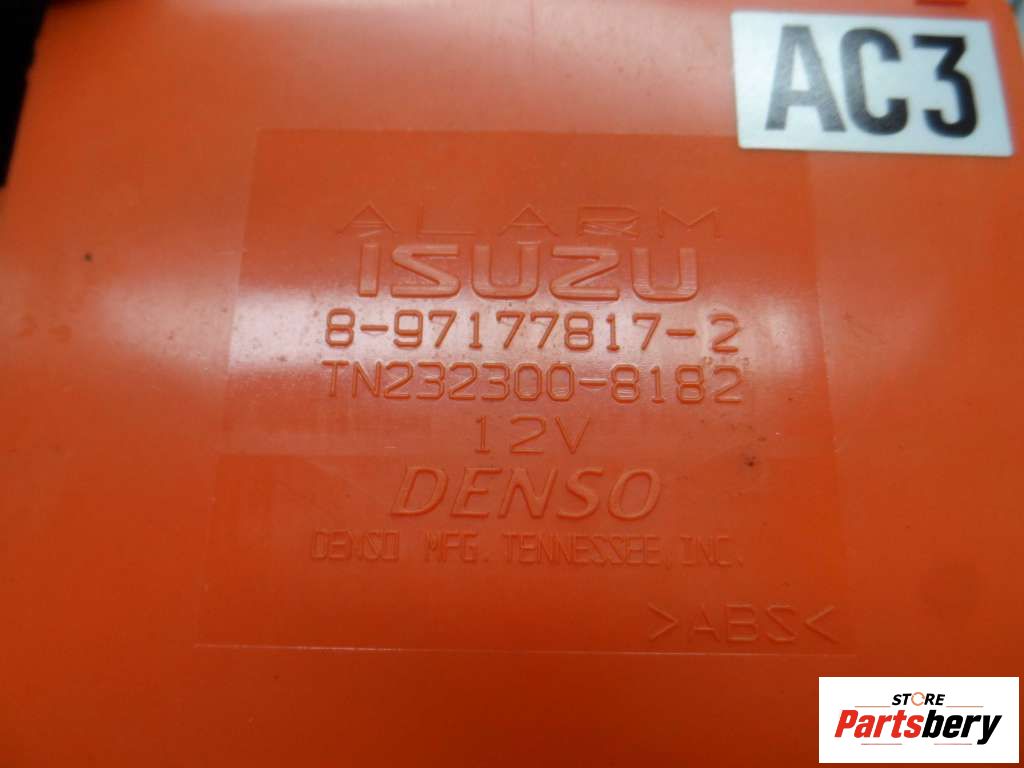 AC3
ALARM
ISUZU
8-97177817-2
TN232300-8182
12V
DENSO
DENSO MFG. TENNESSEE, INC.
>ABS<
STORE
Partsbery